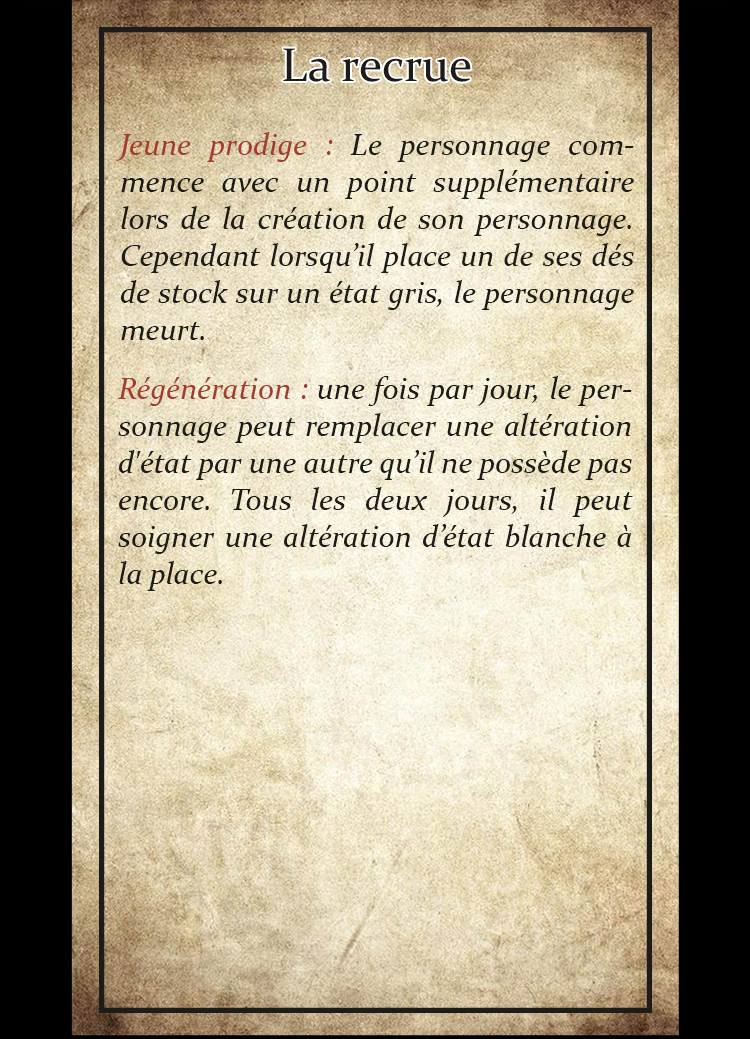 La recrue
Jeune prodige : Le personnage com-
mence avec un point supplémentaire
lors de la création de son personnage.
Cependant lorsqu’il place un de ses dés
de stock sur un état gris, le personnage
meurt.
Régénération : une fois par jour, le per-
sonnage peut remplacer une altération
d'état par une autre qu’il ne possède pas
encore. Tous les deux jours, il peut
soigner une altération d’état blanche à
la place.